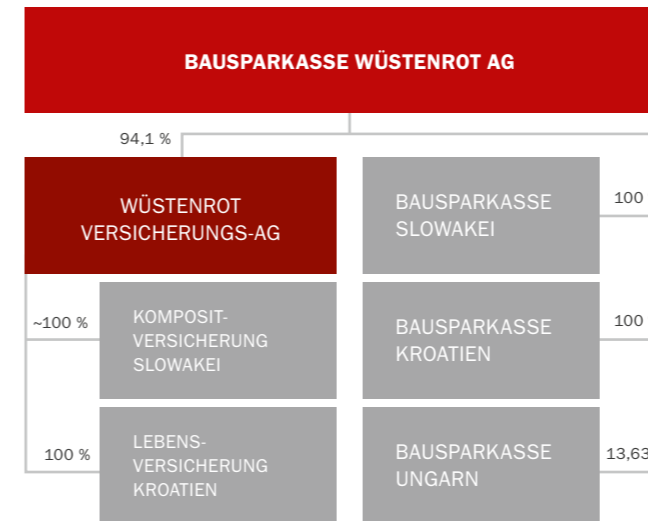 BAUSPARKASSE WÜSTENROT AG
94,1 %
WÜSTENROT
VERSICHERUNGS-AG
BAUSPARKASSE
SLOWAKEI
100
~100 %
KOMPOSIT-
VERSICHERUNG
SLOWAKEI
BAUSPARKASSE
KROATIEN
100
100 %
LEBENS-
VERSICHERUNG
KROATIEN
BAUSPARKASSE
UNGARN
13,63